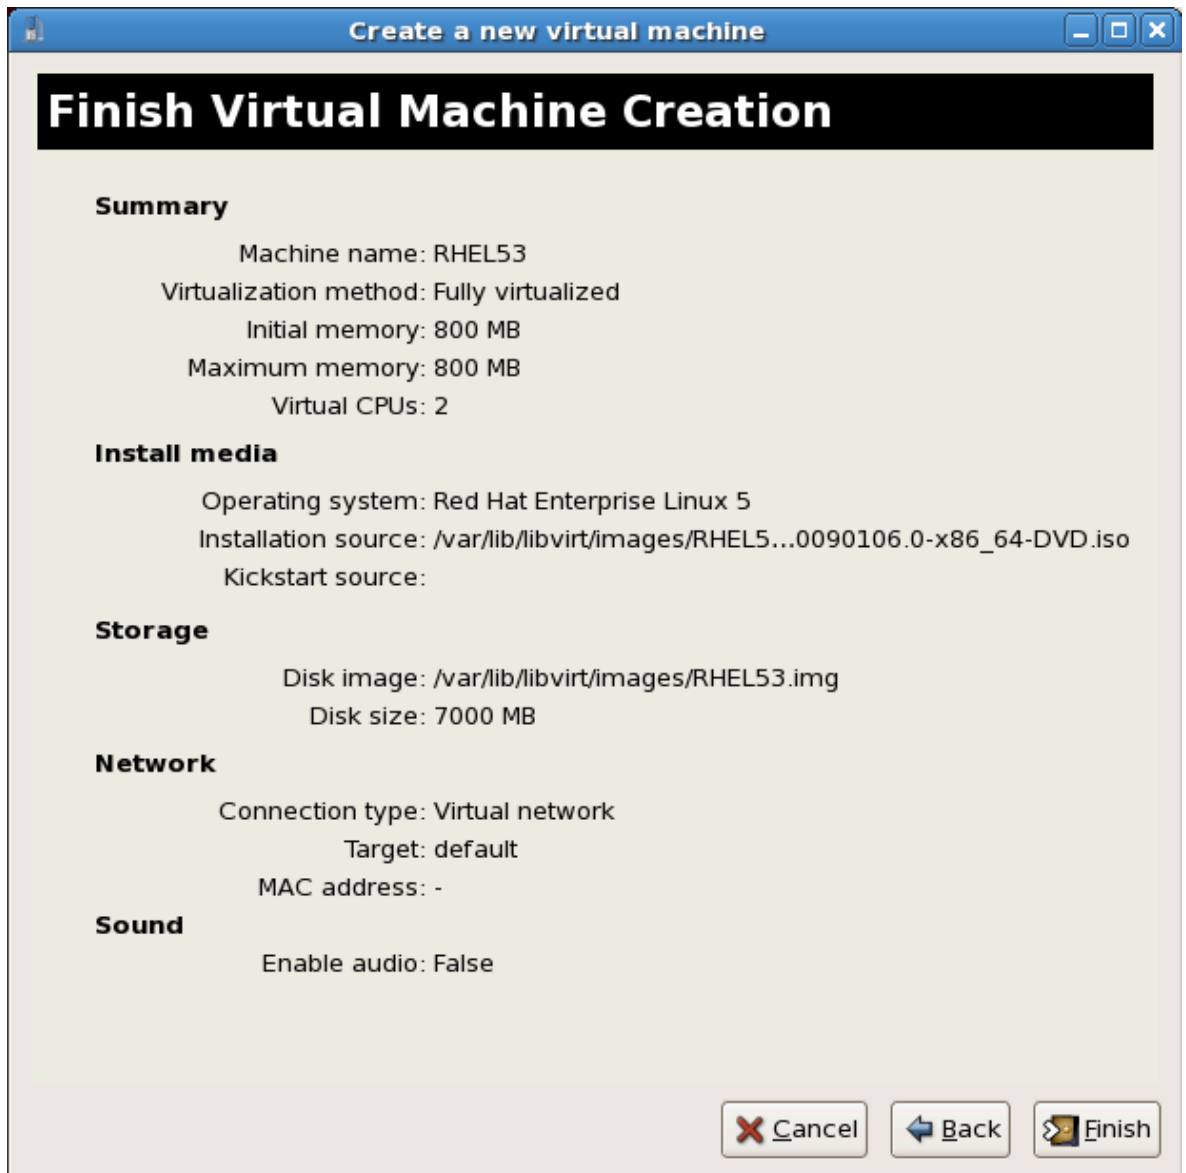 Create a new virtual machine
Finish Virtual Machine Creation
Summary
Machine name: RHEL53
Virtualization method: Fully virtualized
Initial memory: 800 MB
Maximum memory: 800 MB
Virtual CPUs: 2
Install media
Operating system: Red Hat Enterprise Linux 5
Installation source: /var/lib/libvirt/images/RHEL5...0090106.0-x86_64-DVD.iso
Kickstart source:
Storage
Disk image: /var/lib/libvirt/images/RHEL53.img
Disk size: 7000 MB
Network
Connection type: Virtual network
Target: default
MAC address: -
Sound
Enable audio: False
Cancel Back Finish